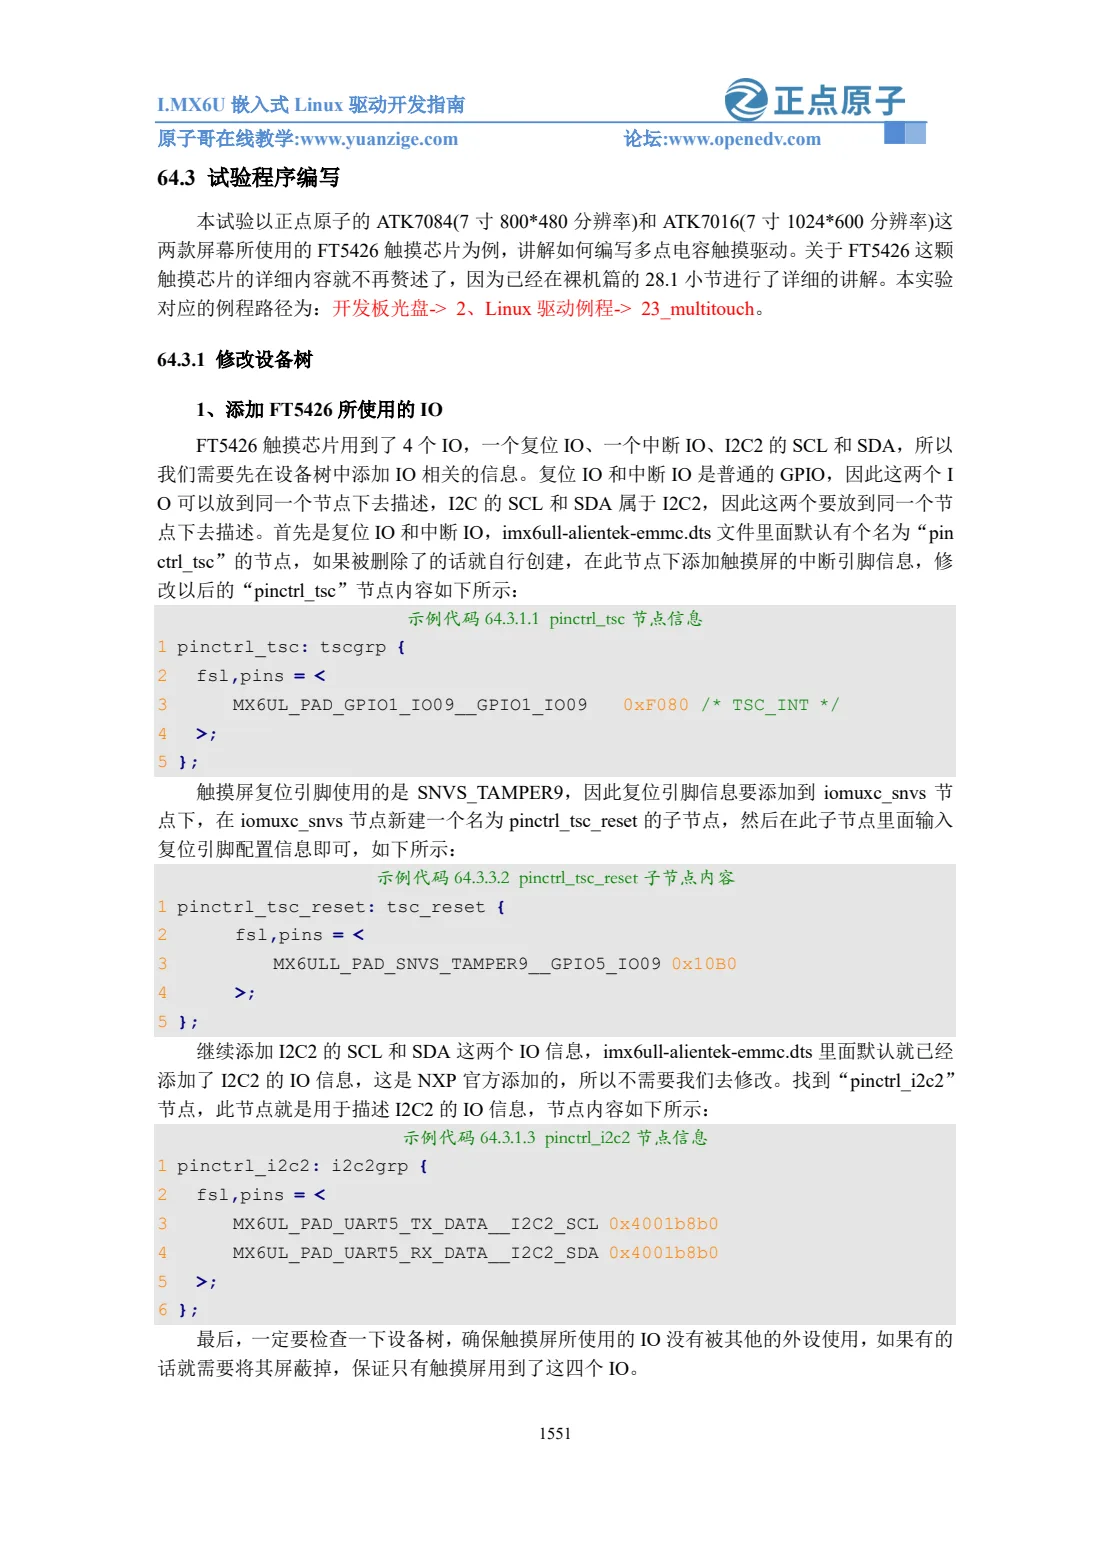 I.MX6U 嵌入式 Linux 驱动开发指南
正点原子
原子哥在线教学:www.yuanzige.com 论坛:www.openedv.com
64.3 试验程序编写
本试验以正点原子的 ATK7084(7 寸 800*480 分辨率)和 ATK7016(7 寸 1024*600 分辨率)这
两款屏幕所使用的 FT5426 触摸芯片为例，讲解如何编写多点电容触摸驱动。关于 FT5426 这颗
触摸芯片的详细内容就不再赘述了，因为已经在裸机篇的 28.1 小节进行了详细的讲解。本实验
对应的例程路径为：开发板光盘-> 2、Linux 驱动例程-> 23_multitouch。
64.3.1 修改设备树
1、添加 FT5426 所使用的 IO
FT5426 触摸芯片用到了 4 个 IO，一个复位 IO、一个中断 IO、I2C2 的 SCL 和 SDA，所以
我们需要先在设备树中添加 IO 相关的信息。复位 IO 和中断 IO 是普通的 GPIO，因此这两个 I
O 可以放到同一个节点下去描述，I2C 的 SCL 和 SDA 属于 I2C2，因此这两个要放到同一个节
点下去描述。首先是复位 IO 和中断 IO，imx6ull-alientek-emmc.dts 文件里面默认有个名为“pin
ctrl_tsc”的节点，如果被删除了的话就自行创建，在此节点下添加触摸屏的中断引脚信息，修
改以后的“pinctrl_tsc”节点内容如下所示：
示例代码 64.3.1.1 pinctrl_tsc 节点信息
1 pinctrl_tsc: tscgrp {
2 fsl,pins = <
3 MX6UL_PAD_GPIO1_IO09__GPIO1_IO09 0xF080 /* TSC_INT */
4 >;
5 };
触摸屏复位引脚使用的是 SNVS_TAMPER9，因此复位引脚信息要添加到 iomuxc_snvs 节
点下，在 iomuxc_snvs 节点新建一个名为 pinctrl_tsc_reset 的子节点，然后在此子节点里面输入
复位引脚配置信息即可，如下所示：
示例代码 64.3.3.2 pinctrl_tsc_reset 子节点内容
1 pinctrl_tsc_reset: tsc_reset {
2 fsl,pins = <
3 MX6ULL_PAD_SNVS_TAMPER9__GPIO5_IO09 0x10B0
4 >;
5 };
继续添加 I2C2 的 SCL 和 SDA 这两个 IO 信息，imx6ull-alientek-emmc.dts 里面默认就已经
添加了 I2C2 的 IO 信息，这是 NXP 官方添加的，所以不需要我们去修改。找到“pinctrl_i2c2”
节点，此节点就是用于描述 I2C2 的 IO 信息，节点内容如下所示：
示例代码 64.3.1.3 pinctrl_i2c2 节点信息
1 pinctrl_i2c2: i2c2grp {
2 fsl,pins = <
3 MX6UL_PAD_UART5_TX_DATA__I2C2_SCL 0x4001b8b0
4 MX6UL_PAD_UART5_RX_DATA__I2C2_SDA 0x4001b8b0
5 >;
6 };
最后，一定要检查一下设备树，确保触摸屏所使用的 IO 没有被其他的外设使用，如果有的
话就需要将其屏蔽掉，保证只有触摸屏用到了这四个 IO。
1551